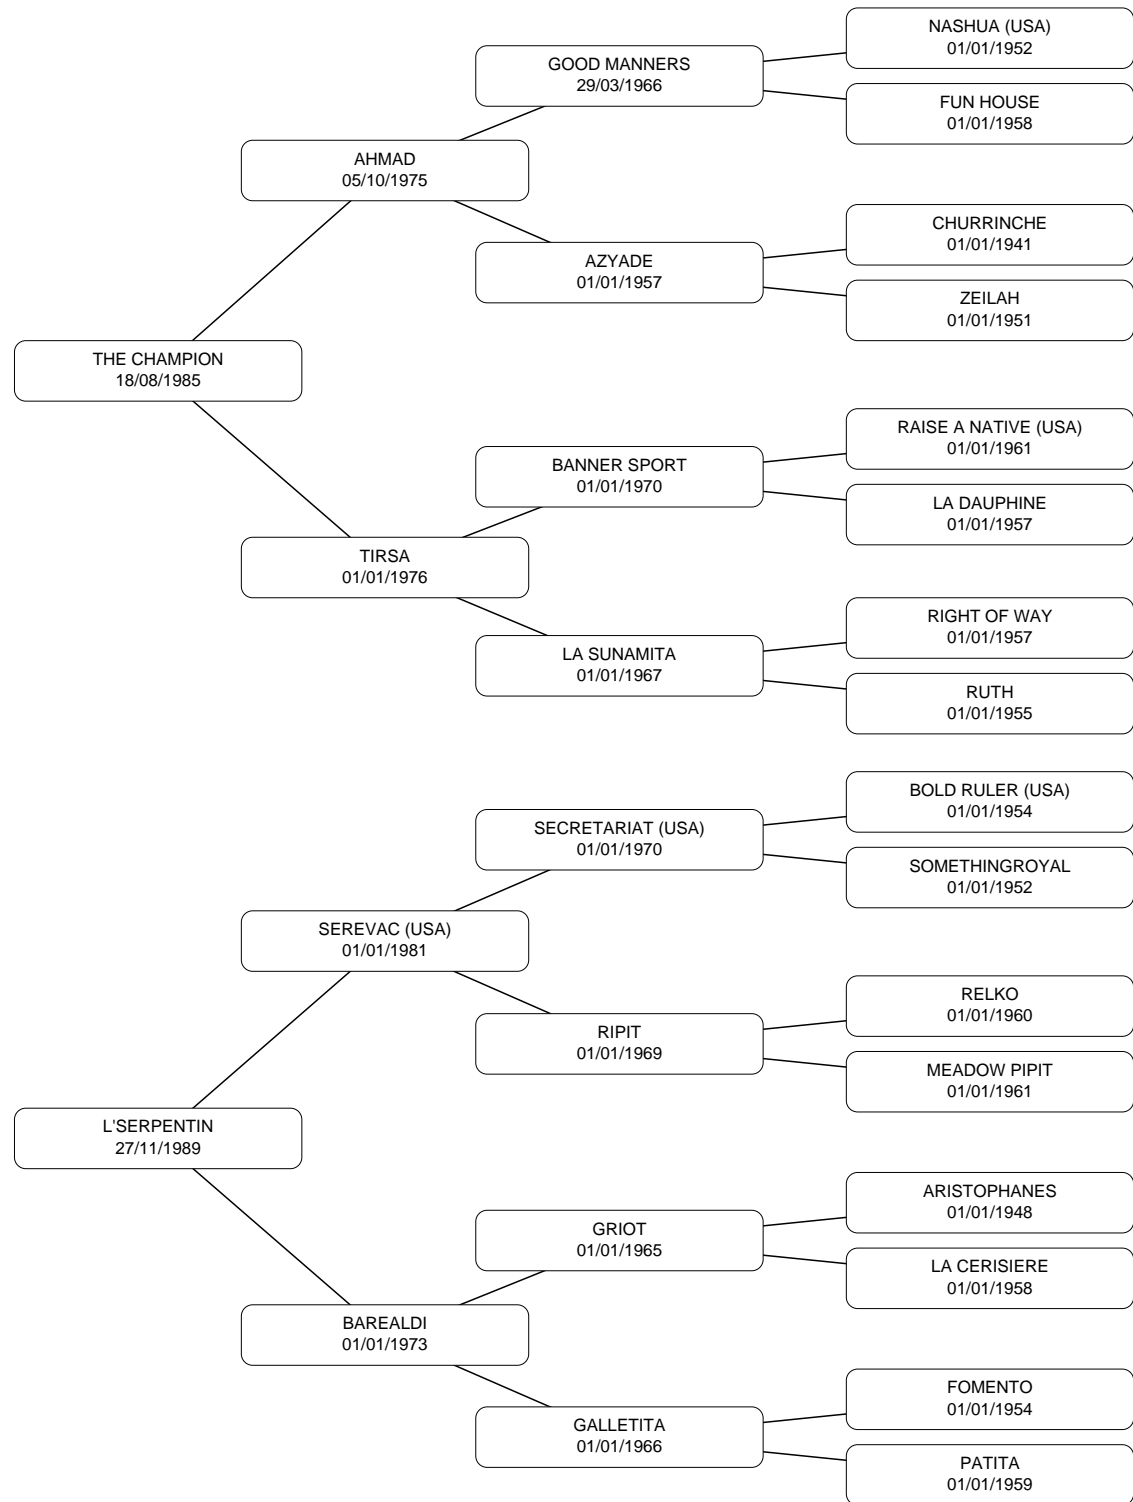 NASHUA (USA)
01/01/1952
GOOD MANNERS
29/03/1966
FUN HOUSE
01/01/1958
AHMAD
05/10/1975
CHURRINCHE
01/01/1941
AZYADE
01/01/1957
ZEILAH
01/01/1951
THE CHAMPION
18/08/1985
RAISE A NATIVE (USA)
01/01/1961
BANNER SPORT
01/01/1970
LA DAUPHINE
01/01/1957
TIRSA
01/01/1976
RIGHT OF WAY
01/01/1957
LA SUNAMITA
01/01/1967
RUTH
01/01/1955
BOLD RULER (USA)
01/01/1954
SECRETARIAT (USA)
01/01/1970
SOMETHINGROYAL
01/01/1952
SEREVAC (USA)
01/01/1981
RELKO
01/01/1960
RIPIT
01/01/1969
MEADOW PIPIT
01/01/1961
L'SERPENTIN
27/11/1989
ARISTOPHANES
01/01/1948
GRIOT
01/01/1965
LA CERISIERE
01/01/1958
BAREALDI
01/01/1973
FOMENTO
01/01/1954
GALLETITA
01/01/1966
PATITA
01/01/1959